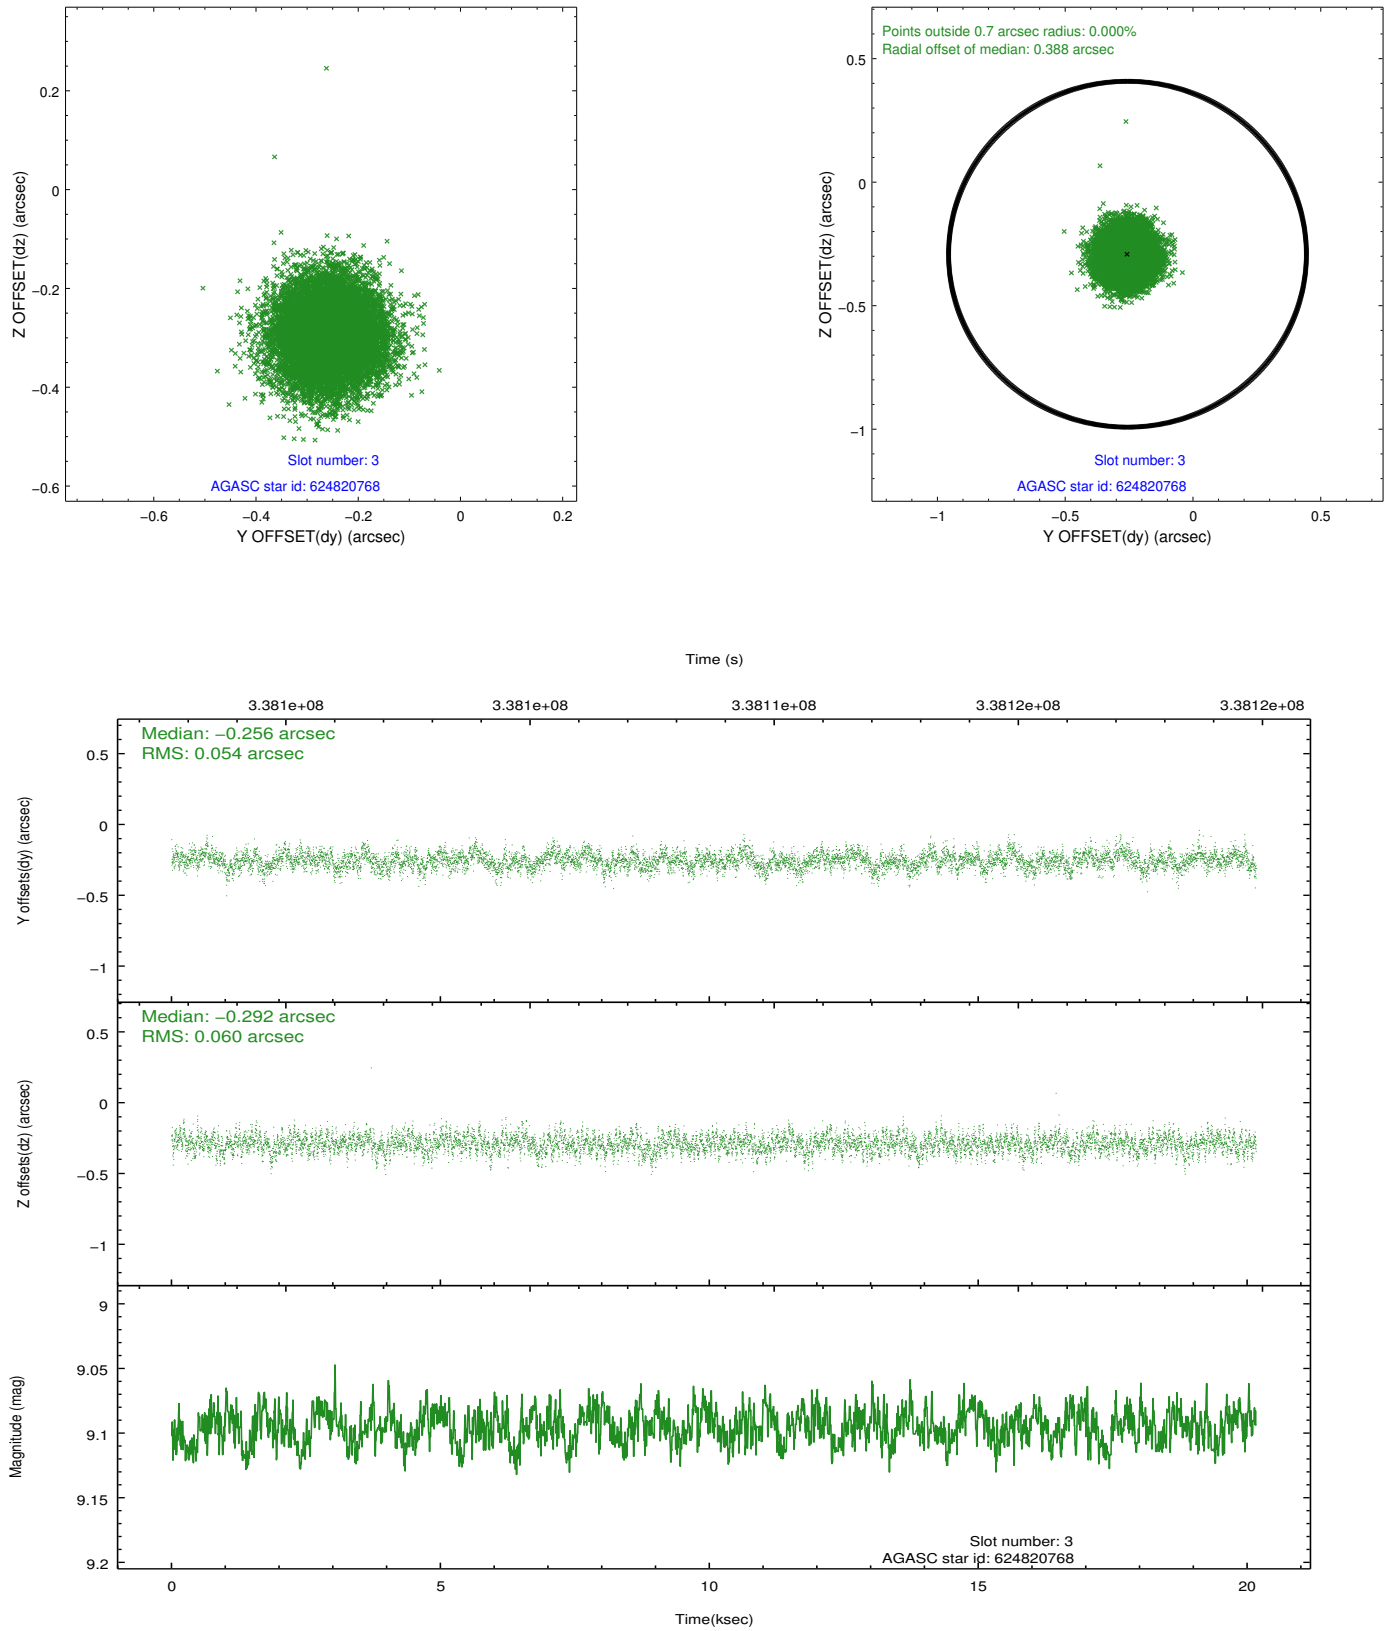 0.2
0
−0.2
−0.4
−0.6
Z OFFSET(dz) (arcsec)
Slot number: 3
AGASC star id: 624820768
−0.6
−0.4
−0.2
0
0.2
Y OFFSET(dy) (arcsec)
Points outside 0.7 arcsec radius: 0.000%
Radial offset of median: 0.388 arcsec
0.5
0
−0.5
−1
Z OFFSET(dz) (arcsec)
Slot number: 3
AGASC star id: 624820768
−1
−0.5
0
0.5
Y OFFSET(dy) (arcsec)
Time (s)
3.381e+08
3.381e+08
3.3811e+08
3.3812e+08
3.3812e+08
Median: −0.256 arcsec
RMS: 0.054 arcsec
0.5
0
−0.5
−1
Y offsets(dy) (arcsec)
Median: −0.292 arcsec
RMS: 0.060 arcsec
0.5
0
−0.5
−1
Z offsets(dz) (arcsec)
9
9.05
9.1
9.15
9.2
Magnitude (mag)
Slot number: 3
AGASC star id: 624820768
0
5
10
15
20
Time(ksec)